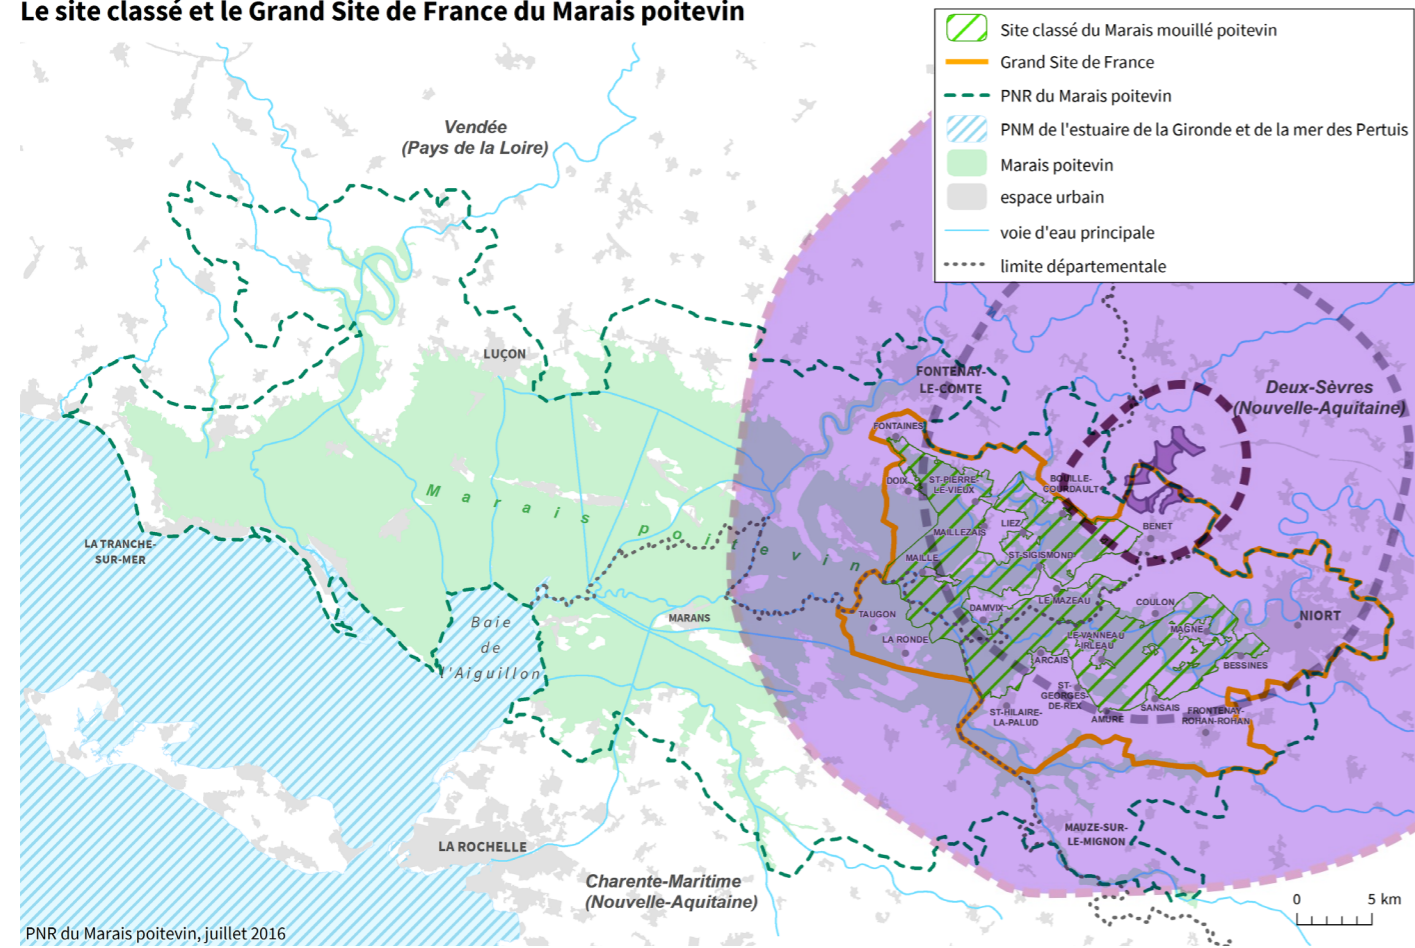 Le site classé et le Grand Site de France du Marais poitevin
Site classé du Marais mouillé poitevin
Grand Site de France
PNR du Marais poitevin
PNM de l'estuaire de la Gironde et de la mer des Pertuis
Marais poitevin
espace urbain
voie d'eau principale
limite départementale
Vendée
(Pays de la Loire)
LUÇON
FONTENAY-
LE-COMTE
Deux-Sèvres
(Nouvelle-Aquitaine)
FONTAINES
DOIX
ST-PIERRE-
LE-VIEUX
BOUILLE-
COURDAULT
Marais poitevin
MAILLEZAIS
LIEZ
BENET
LA TRANCHE-
SUR-MER
MAILLE
ST-SIGISMOND
TAUGON
DAMVIX
LE MAZEAU
COULON
NIORT
Baie
de
l'Aiguillon
MARANS
LA RONDE
LE-VANNEAU
-IRLEAU
MAGNE
ARCAIS
BESSINES
ST-
GEORGES-
DE-REX
ST-HILAIRE-
LA-PALUD
AMURE
SANSAIS
FRONTENAY-
ROHAN-ROHAN
LA ROCHELLE
MAUZE-SUR-
LE-MIGNON
Charente-Maritime
(Nouvelle-Aquitaine)
0 5 km
PNR du Marais poitevin, juillet 2016